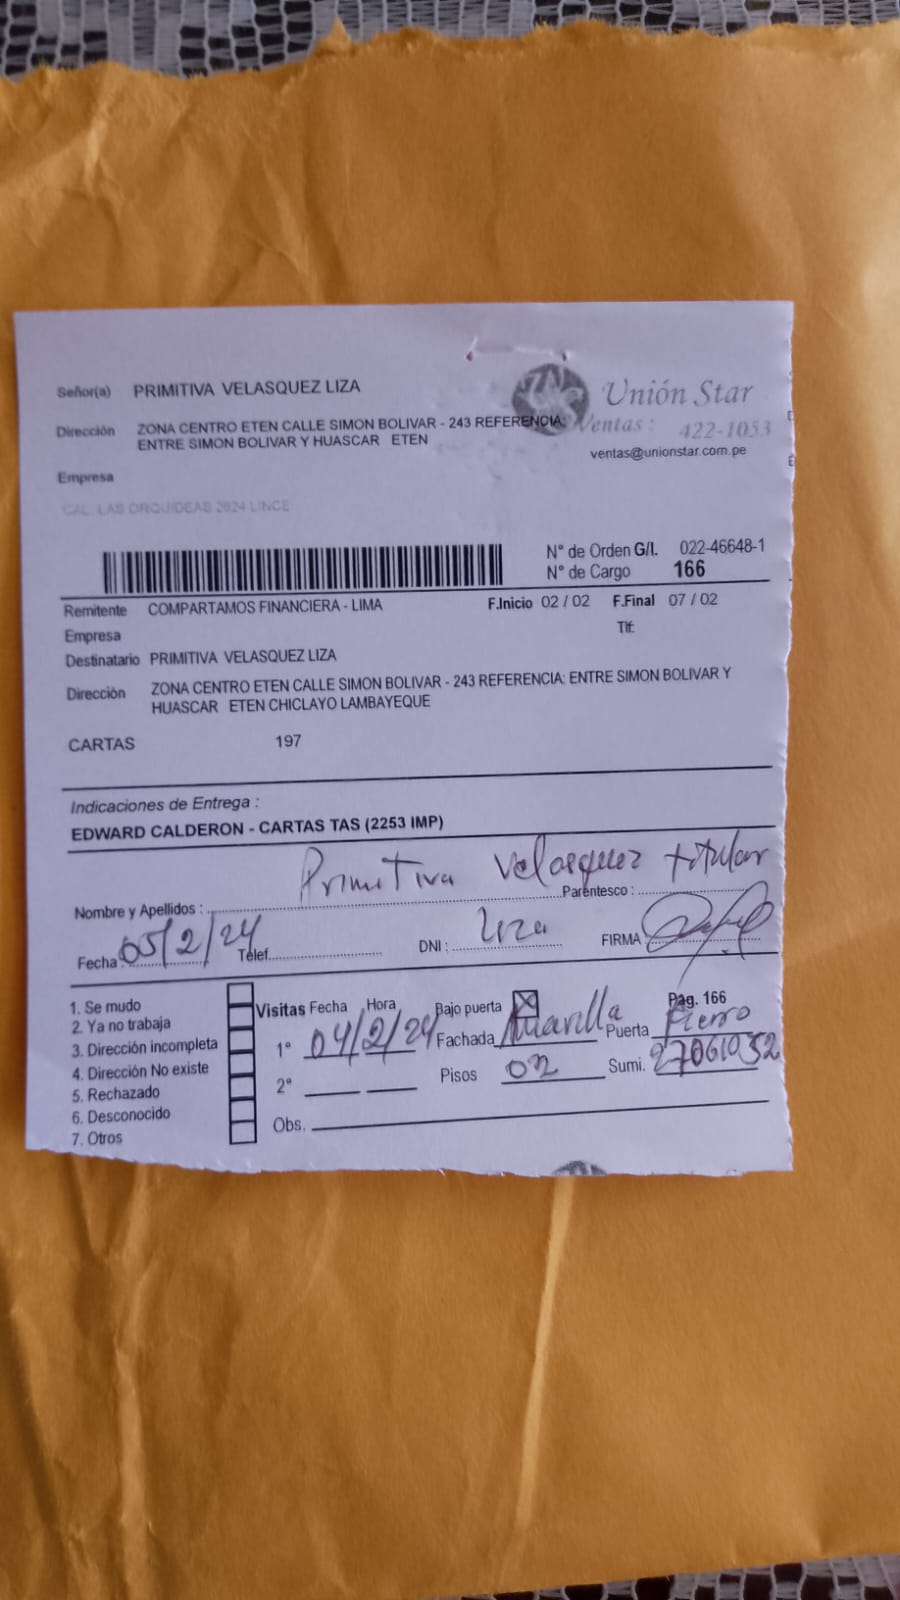 Señor(a) PRIMITIVA VELASQUEZ LIZA
Unión Star
Dirección ZONA CENTRO ETEN CALLE SIMON BOLIVAR - 243 REFERENCIA:
ENTRE SIMON BOLIVAR Y HUASCAR ETEN
Ventas : 422-1053
ventas@unionstar.com.pe
Empresa
CAL. LAS ORQUIDEAS 2624 LINCE
N° de Orden G/I. 022-46648-1
N° de Cargo 166
Remitente COMPARTAMOS FINANCIERA - LIMA F.Inicio 02 / 02 F.Final 07 / 02
Empresa Tlf:
Destinatario PRIMITIVA VELASQUEZ LIZA
Dirección ZONA CENTRO ETEN CALLE SIMON BOLIVAR - 243 REFERENCIA: ENTRE SIMON BOLIVAR Y
HUASCAR ETEN CHICLAYO LAMBAYEQUE
CARTAS 197
Indicaciones de Entrega :
EDWARD CALDERON - CARTAS TAS (2253 IMP)
Nombre y Apellidos : Primitiva Velasquez Parentesco : titular
Fecha : 05/2/24 Télef. DNI : Liza FIRMA
1. Se mudo
2. Ya no trabaja
3. Dirección incompleta
4. Dirección No existe
5. Rechazado
6. Desconocido
7. Otros
Visitas Fecha Hora Bajo puerta Pág. 166
1° 04/2/24 Fachada Amarilla Puerta Fierro
2° Pisos 02 Sumi. 27061052
Obs.